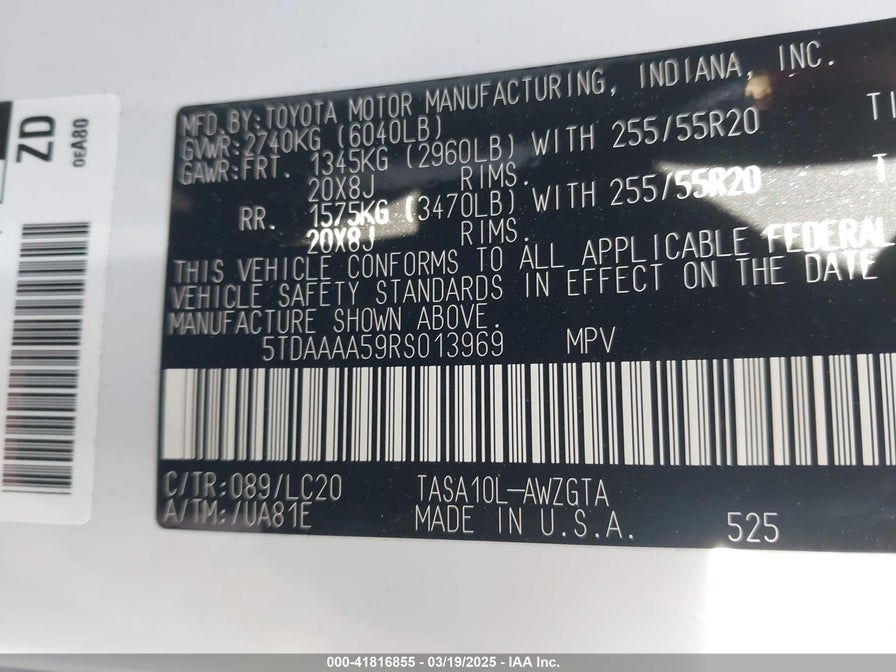 ZD
0EA80
MFD.BY:TOYOTA MOTOR MANUFACTURING, INDIANA, INC.
GVWR:2740KG (6040LB)
GAWR:FRT. 1345KG (2960LB) WITH 255/55R20
20X8J RIMS.
RR. 1575KG (3470LB) WITH 255/55R20
20X8J RIMS.
THIS VEHICLE CONFORMS TO ALL APPLICABLE FEDERAL
VEHICLE SAFETY STANDARDS IN EFFECT ON THE DATE
MANUFACTURE SHOWN ABOVE.
5TDAAAA59RS013969 MPV
C/TR:089/LC20 TASA10L-AWZGTA
A/TM:/UA81E MADE IN U.S.A. 525
000-41816855 — 03/19/2025 — IAA Inc.